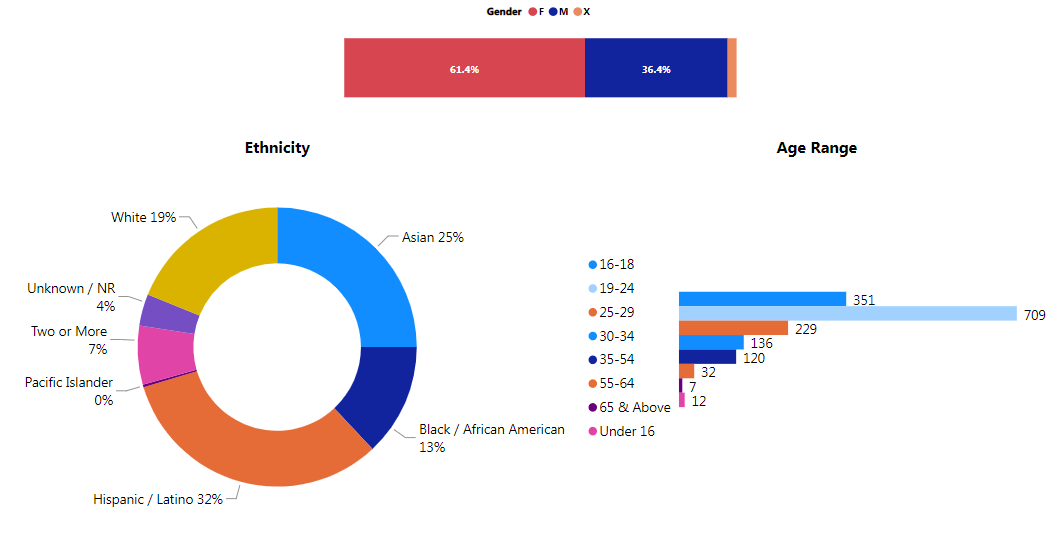 Gender F M X
61.4% 36.4%
Ethnicity
White 19%
Asian 25%
Unknown / NR
4%
Two or More
7%
Pacific Islander
0%
Black / African American
13%
Hispanic / Latino 32%
Age Range
16-18
19-24
25-29
30-34
35-54
55-64
65 & Above
Under 16
351
709
229
136
120
32
7
12